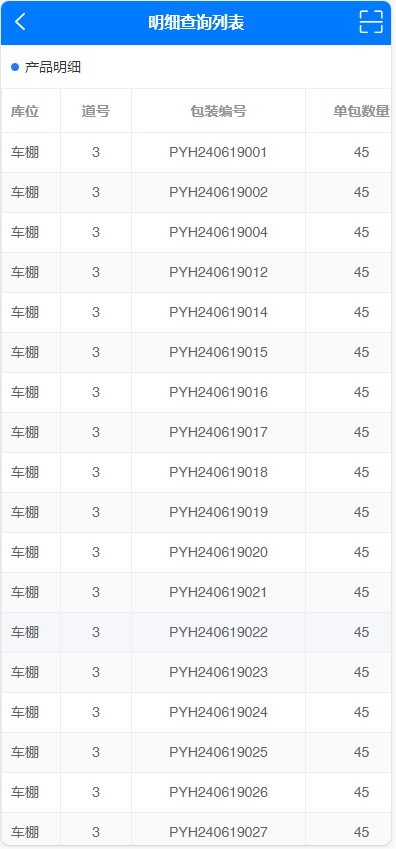 明细查询列表
产品明细
库位 道号 包装编号 单包数量
车棚 3 PYH240619001 45
车棚 3 PYH240619002 45
车棚 3 PYH240619004 45
车棚 3 PYH240619012 45
车棚 3 PYH240619014 45
车棚 3 PYH240619015 45
车棚 3 PYH240619016 45
车棚 3 PYH240619017 45
车棚 3 PYH240619018 45
车棚 3 PYH240619019 45
车棚 3 PYH240619020 45
车棚 3 PYH240619021 45
车棚 3 PYH240619022 45
车棚 3 PYH240619023 45
车棚 3 PYH240619024 45
车棚 3 PYH240619025 45
车棚 3 PYH240619026 45
车棚 3 PYH240619027 45